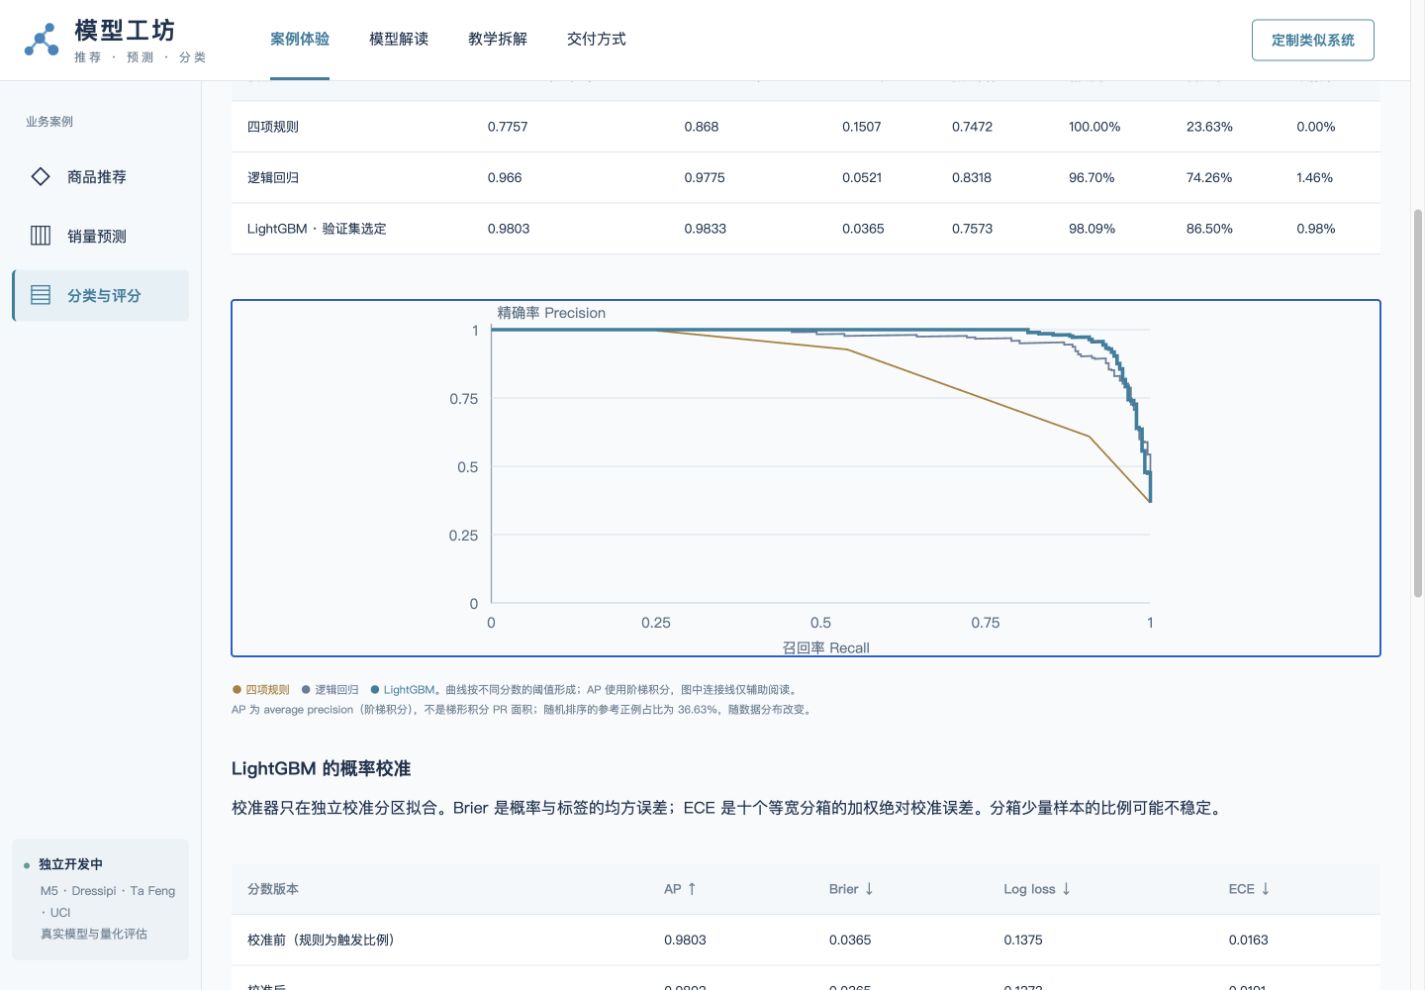 模型工坊
推荐 · 预测 · 分类
案例体验
模型解读
教学拆解
交付方式
定制类似系统
业务案例
商品推荐
销量预测
分类与评分
独立开发中
M5 · Dressipi · Ta Feng
· UCI
真实模型与量化评估
四项规则 0.7757 0.868 0.1507 0.7472 100.00% 23.63% 0.00%
逻辑回归 0.966 0.9775 0.0521 0.8318 96.70% 74.26% 1.46%
LightGBM · 验证集选定 0.9803 0.9833 0.0365 0.7573 98.09% 86.50% 0.98%
精确率 Precision
1
0.75
0.5
0.25
0
0 0.25 0.5 0.75 1
召回率 Recall
四项规则 逻辑回归 LightGBM。曲线按不同分数的阈值形成；AP 使用阶梯积分，图中连接线仅辅助阅读。
AP 为 average precision（阶梯积分），不是梯形积分 PR 面积；随机排序的参考正例占比为 36.63%，随数据分布改变。
LightGBM 的概率校准
校准器只在独立校准分区拟合。Brier 是概率与标签的均方误差；ECE 是十个等宽分箱的加权绝对校准误差。分箱少量样本的比例可能不稳定。
分数版本 AP ↑ Brier ↓ Log loss ↓ ECE ↓
校准前（规则为触发比例） 0.9803 0.0365 0.1375 0.0163